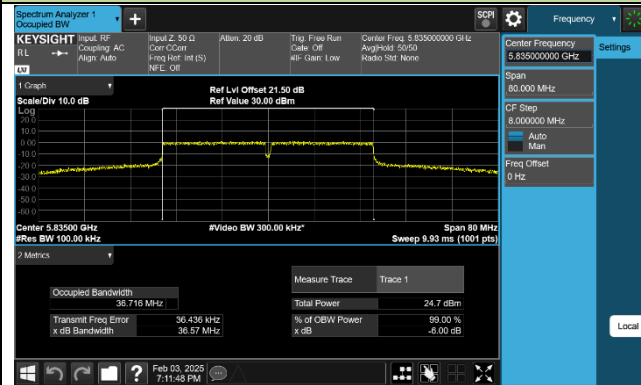 Spectrum Analyzer 1
Occupied BW
SCPI
Frequency
KEYSIGHT
RL
LXI
Input: RF
Coupling: AC
Align: Auto
Input Z: 50 Ω
Corr CCorr
Freq Ref: Int (S)
NFE: Off
Atten: 20 dB
Trig: Free Run
Gate: Off
#IF Gain: Low
Center Freq: 5.835000000 GHz
Avg|Hold: 50/50
Radio Std: None
1 Graph
Scale/Div 10.0 dB
Ref Lvl Offset 21.50 dB
Ref Value 30.00 dBm
Log
20.0
10.0
0.00
-10.0
-20.0
-30.0
-40.0
-50.0
-60.0
Center 5.83500 GHz
#Res BW 100.00 kHz
#Video BW 300.00 kHz*
Span 80 MHz
Sweep 9.93 ms (1001 pts)
2 Metrics
Measure Trace
Trace 1
Occupied Bandwidth
36.716 MHz
Total Power
24.7 dBm
Transmit Freq Error
36.436 kHz
% of OBW Power
99.00 %
x dB Bandwidth
36.57 MHz
x dB
-6.00 dB
Center Frequency
5.835000000 GHz
Settings
Span
80.000 MHz
CF Step
8.000000 MHz
Auto
Man
Freq Offset
0 Hz
Local
?
Feb 03, 2025
7:11:48 PM